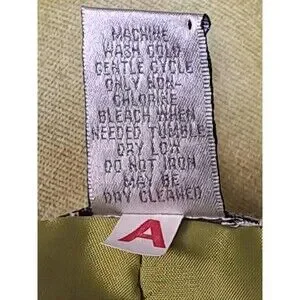 MACHINE
WASH COLD
GENTLE CYCLE
ONLY NON-
CHLORINE
BLEACH WHEN
NEEDED TUMBLE
DRY LOW
DO NOT IRON
MAY BE
DRY CLEANED
A